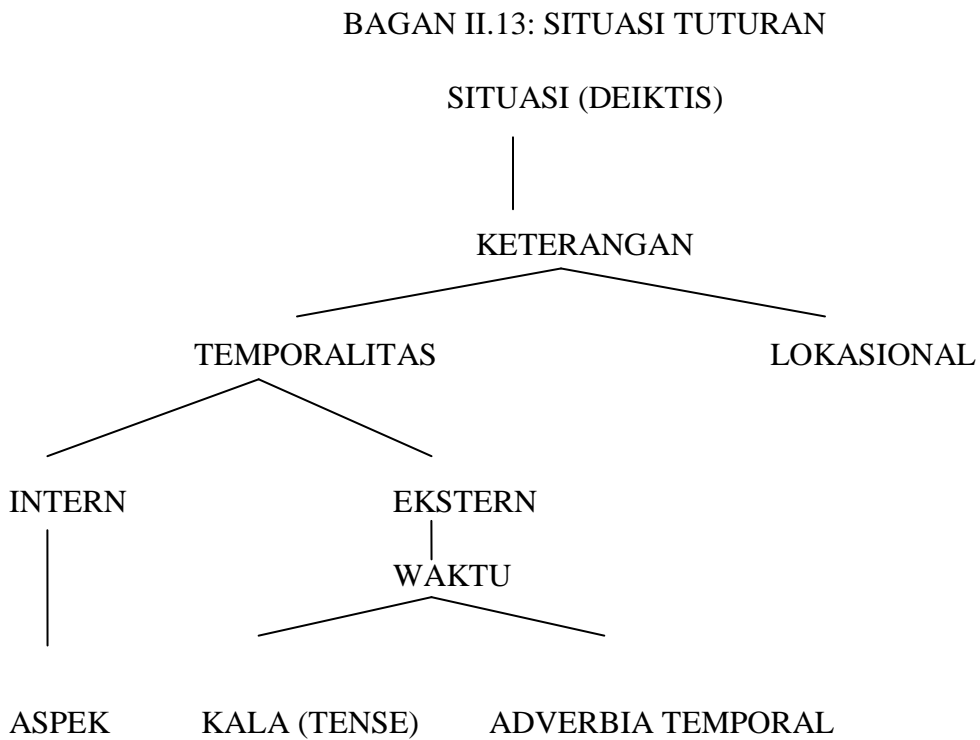 BAGAN II.13: SITUASI TUTURAN
SITUASI (DEIKTIS)
KETERANGAN
TEMPORALITAS LOKASIONAL
INTERN EKSTERN
WAKTU
ASPEK KALA (TENSE) ADVERBIA TEMPORAL